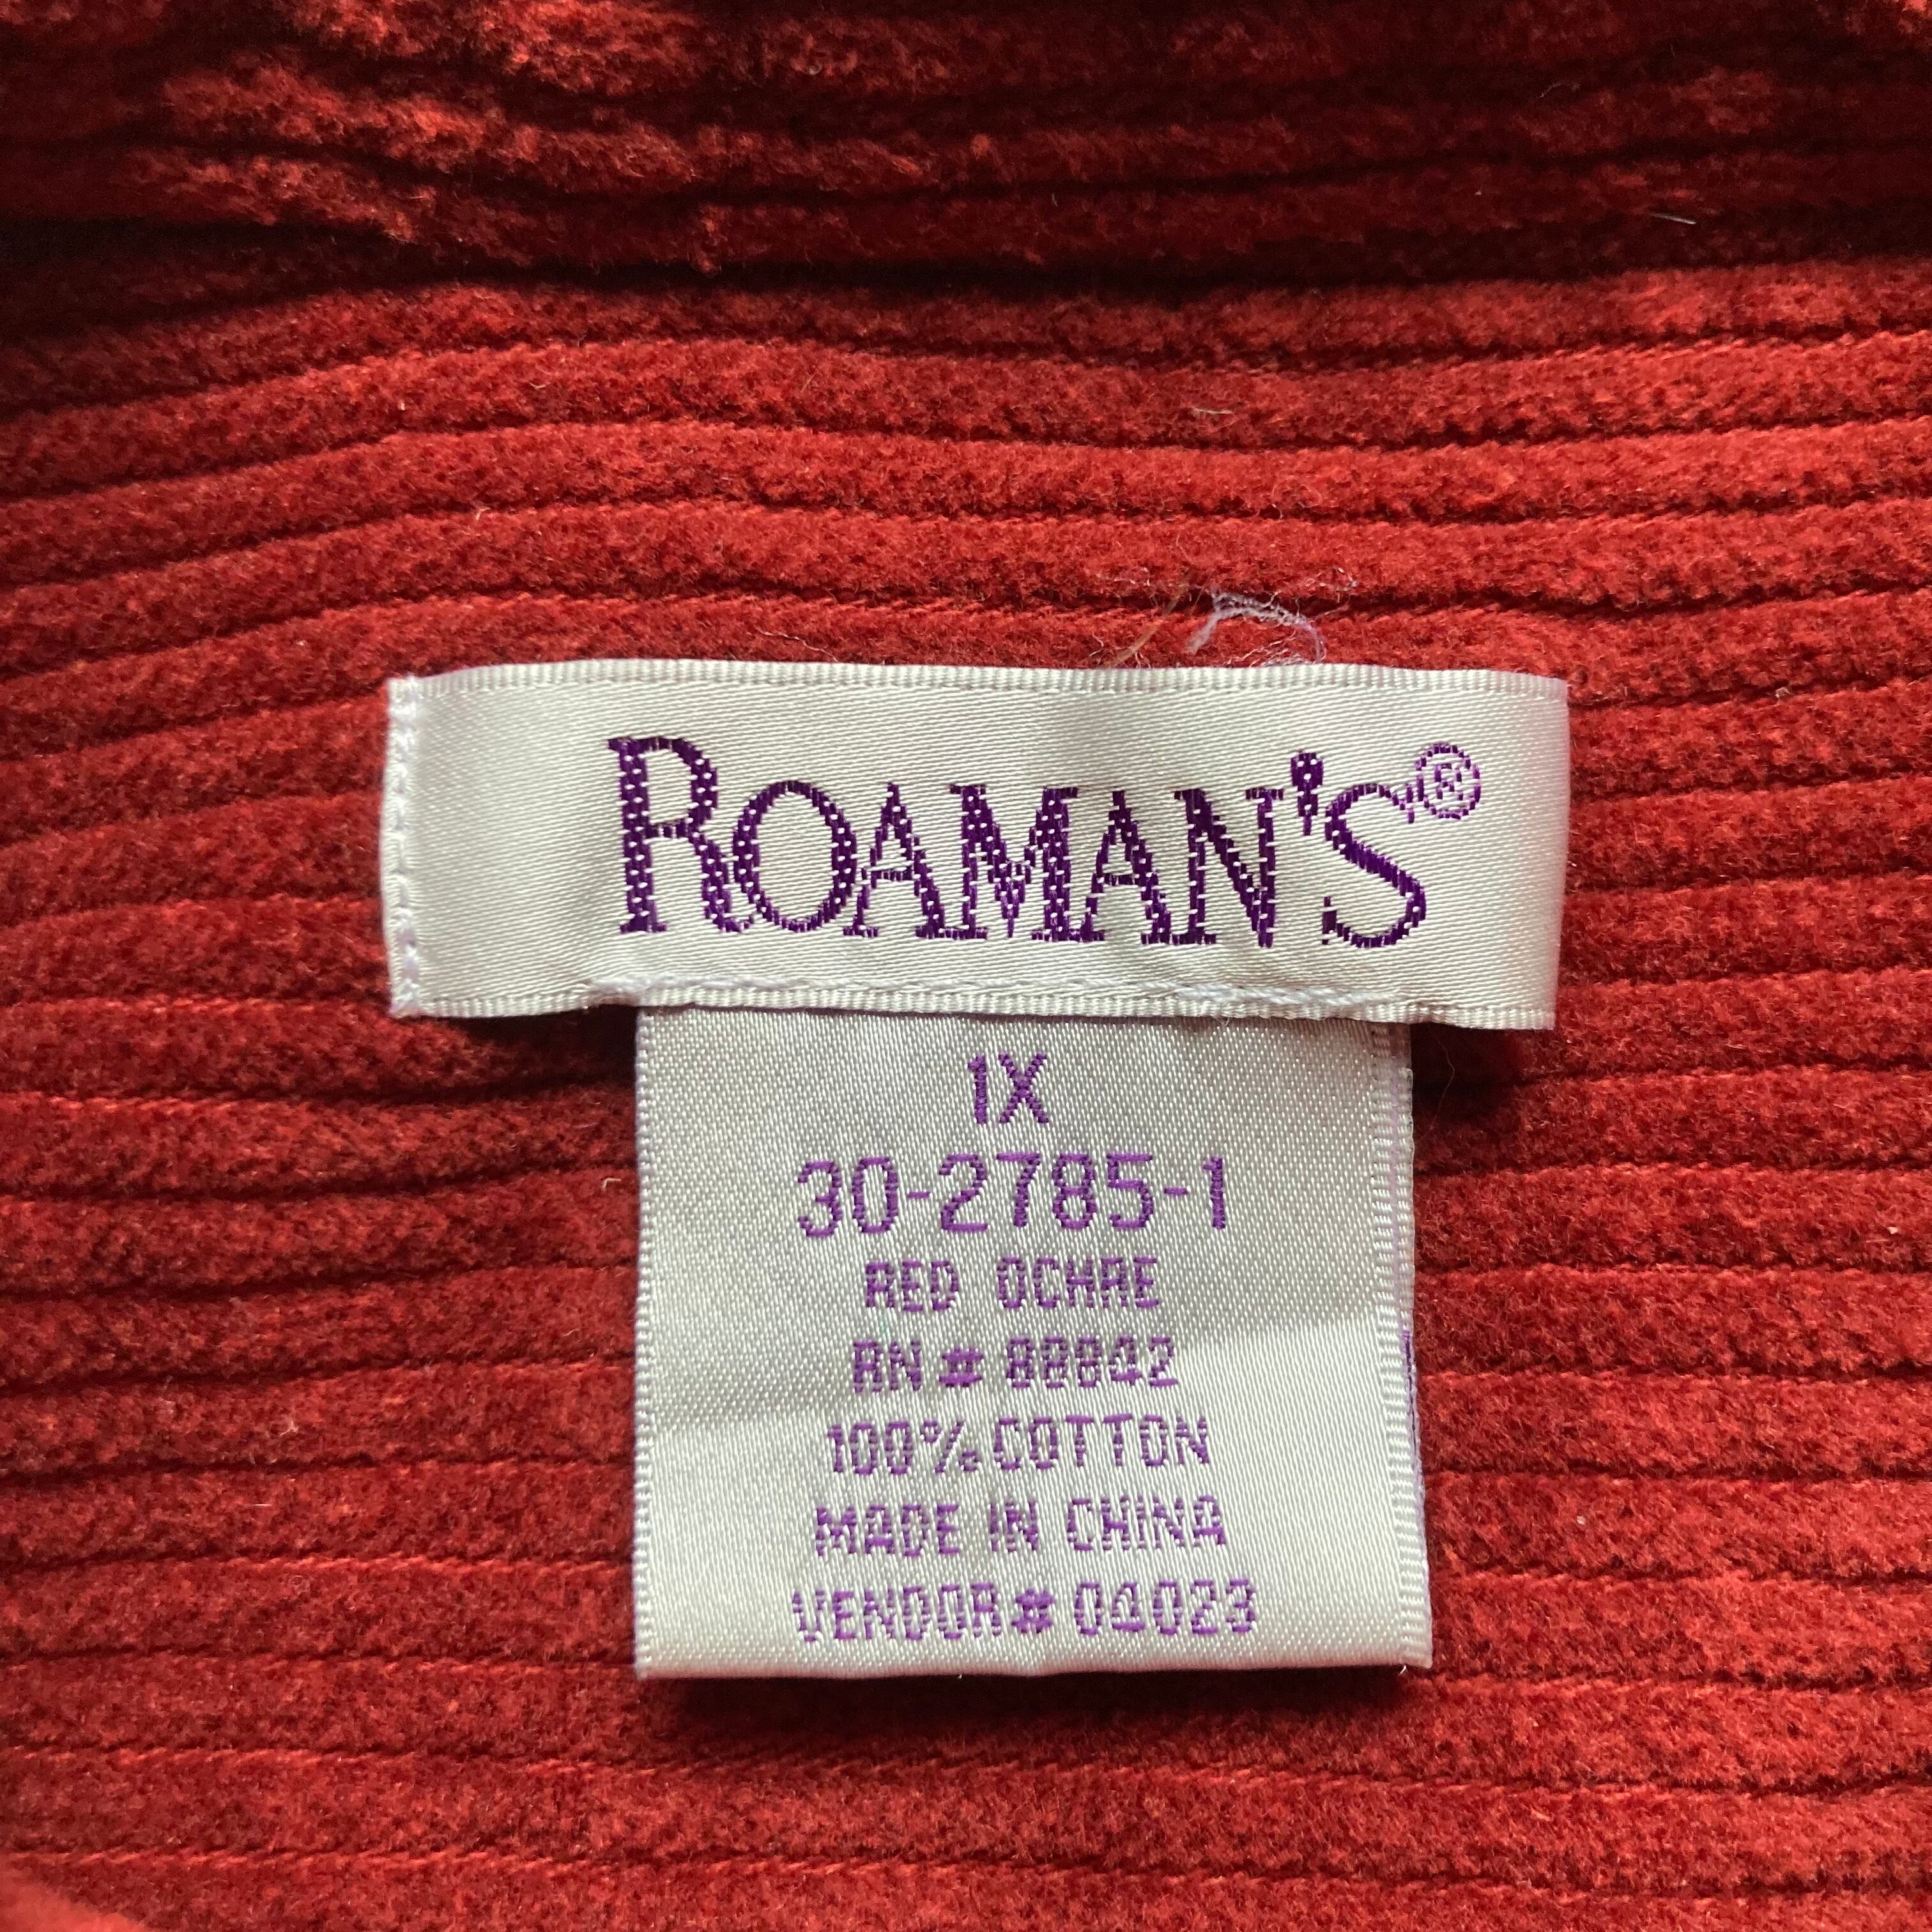 ROAMAN'S®
1X
30-2785-1
RED OCHRE
RN# 88842
100% COTTON
MADE IN CHINA
VENDOR# 04023